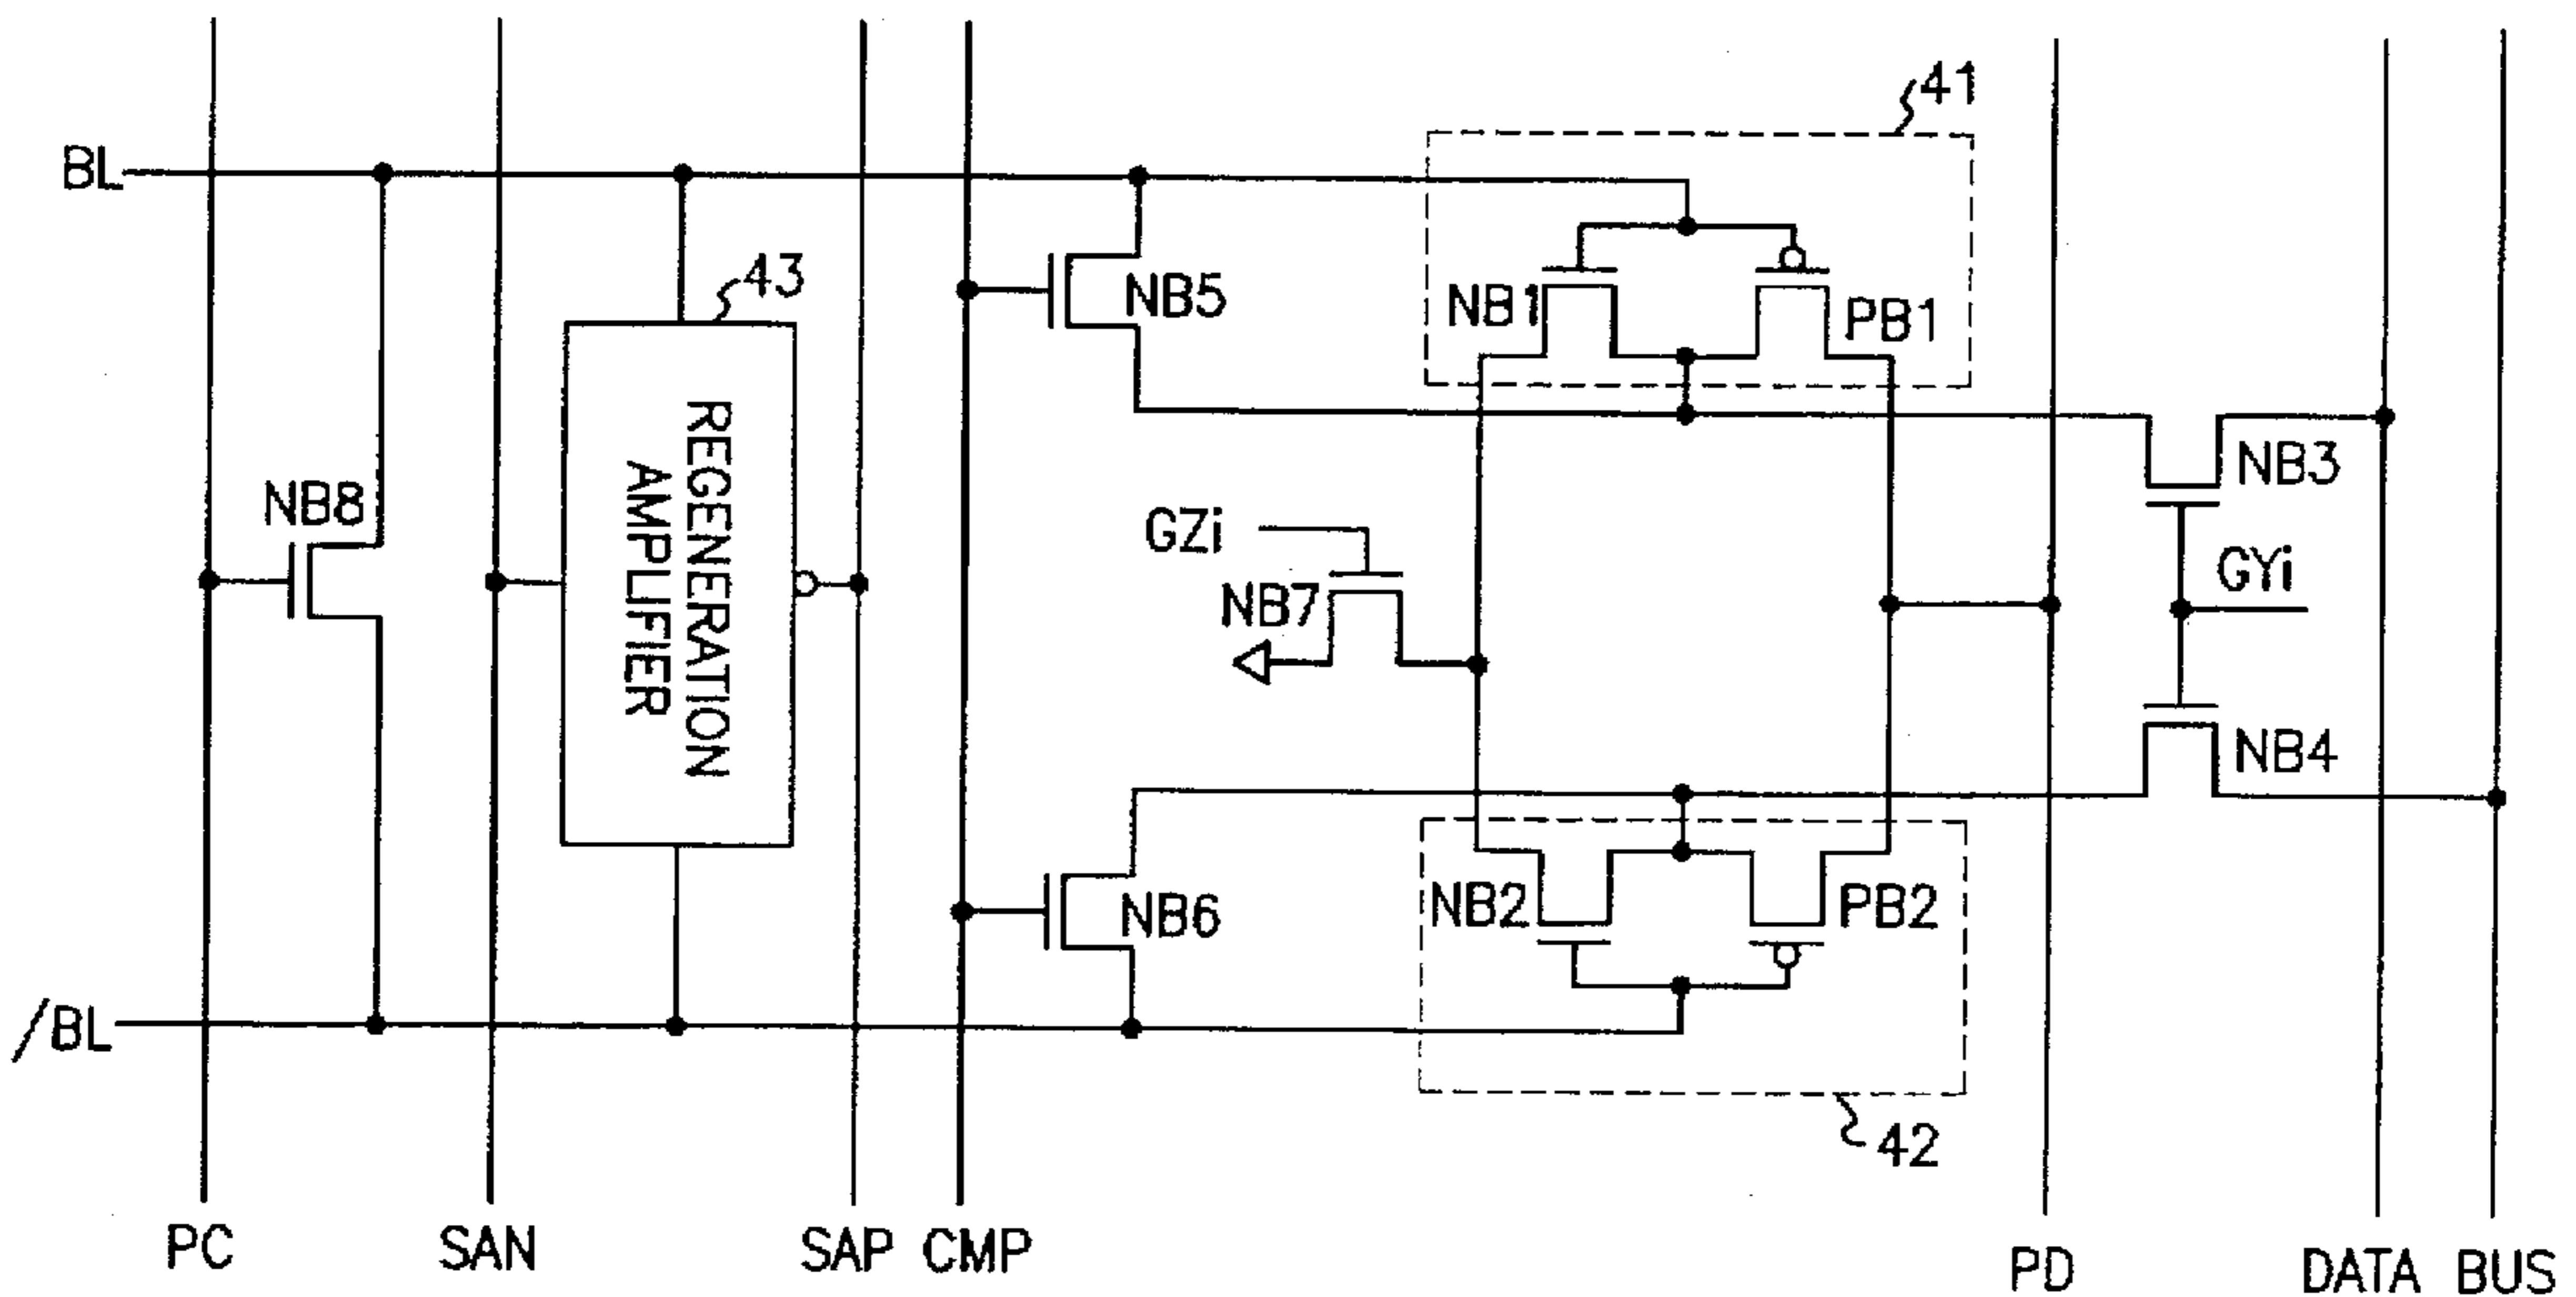 41
BL
43
NB5
NB1
PB1
NB3
NB8
REGENERATION
AMPLIFIER
GZi
GYi
NB7
NB4
NB6
NB2
PB2
/BL
42
PC
SAN
SAP
CMP
PD
DATA BUS